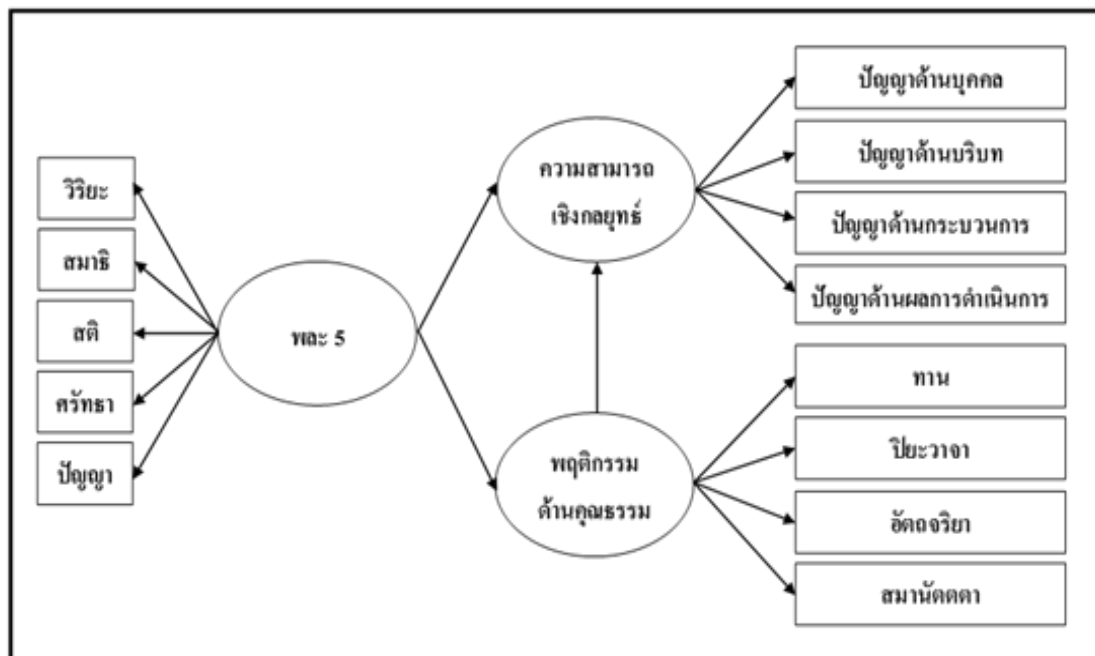 วิริยะ
สมาธิ
สติ
ศรัทธา
ปัญญา
พละ 5
ความสามารถ
เชิงกลยุทธ์
พฤติกรรม
ด้านคุณธรรม
ปัญญาด้านบุคคล
ปัญญาด้านบริบท
ปัญญาด้านกระบวนการ
ปัญญาด้านผลการดำเนินการ
ทาน
ปิยะวาจา
อัตถจริยา
สมานัตตตา